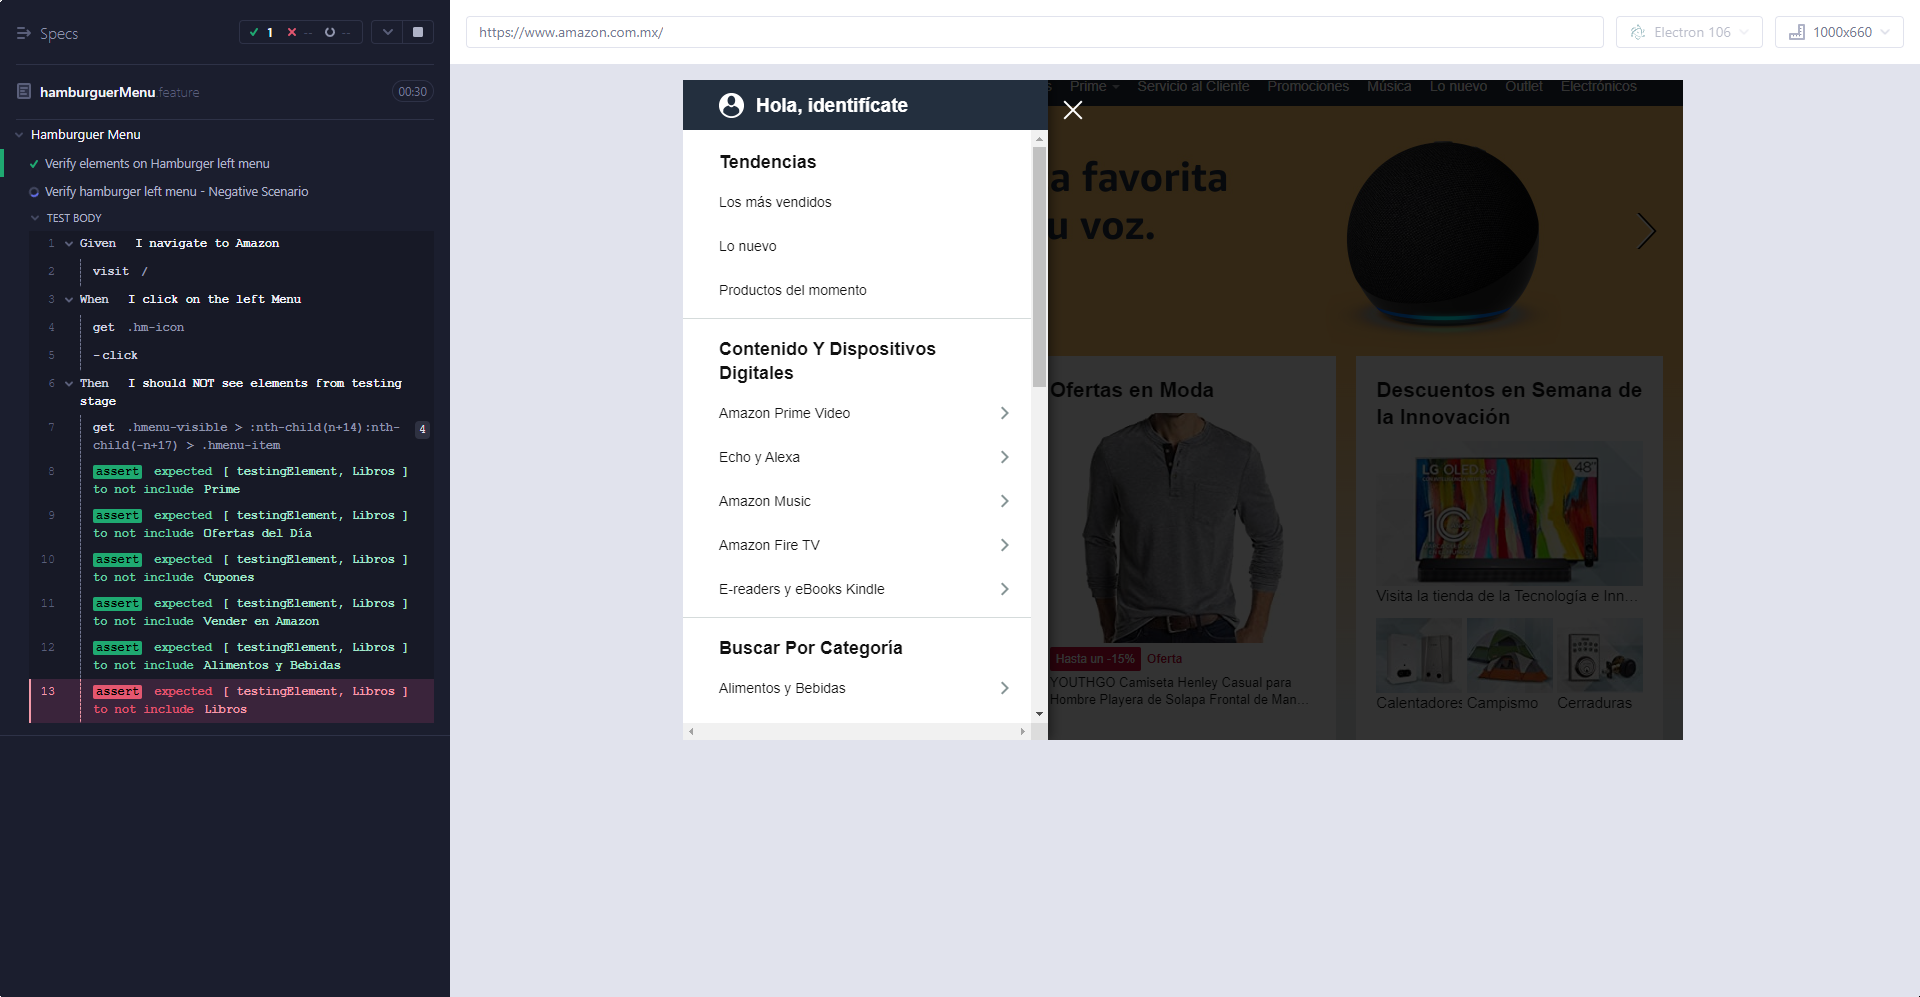 Specs
1
--
--
hamburguerMenu.feature
00:30
Hamburguer Menu
Verify elements on Hamburger left menu
Verify hamburger left menu - Negative Scenario
TEST BODY
1 Given I navigate to Amazon
2 visit /
3 When I click on the left Menu
4 get .hm-icon
5 -click
6 Then I should NOT see elements from testing
stage
7 get .hmenu-visible > :nth-child(n+14):nth-
child(-n+17) > .hmenu-item
4
8 assert expected [ testingElement, Libros ]
to not include Prime
9 assert expected [ testingElement, Libros ]
to not include Ofertas del Día
10 assert expected [ testingElement, Libros ]
to not include Cupones
11 assert expected [ testingElement, Libros ]
to not include Vender en Amazon
12 assert expected [ testingElement, Libros ]
to not include Alimentos y Bebidas
13 assert expected [ testingElement, Libros ]
to not include Libros
https://www.amazon.com.mx/
Electron 106
1000x660
Hola, identifícate
Tendencias
Los más vendidos
Lo nuevo
Productos del momento
Contenido Y Dispositivos
Digitales
Amazon Prime Video
Echo y Alexa
Amazon Music
Amazon Fire TV
E-readers y eBooks Kindle
Buscar Por Categoría
Alimentos y Bebidas
s Prime Servicio al Cliente Promociones Música Lo nuevo Outlet Electrónicos
a favorita
u voz.
Ofertas en Moda
Hasta un -15% Oferta
YOUTHGO Camiseta Henley Casual para
Hombre Playera de Solapa Frontal de Man...
Descuentos en Semana de
la Innovación
LG OLED evo
48"
10
Visita la tienda de la Tecnología e Inn...
Calentadores Campismo Cerraduras